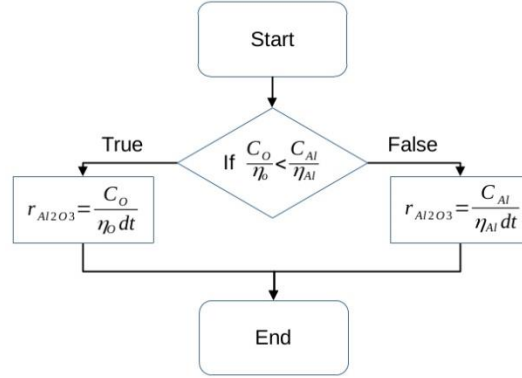 Start
If C_O/η_o < C_Al/η_Al
True
False
r_Al2O3 = C_O/η_O dt
r_Al2O3 = C_Al/η_Al dt
End